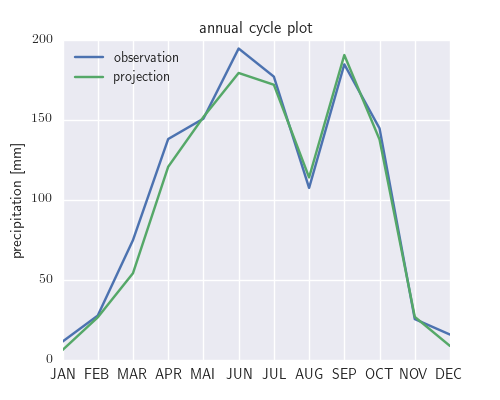 annual cycle plot
observation
projection
precipitation [mm]
200
150
100
50
0
JAN FEB MAR APR MAI JUN JUL AUG SEP OCT NOV DEC